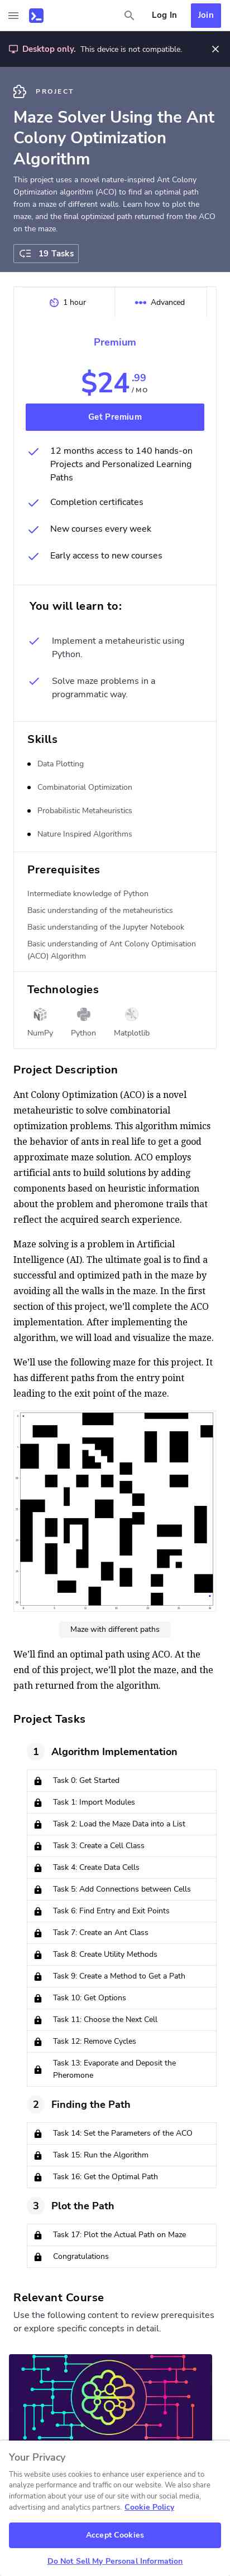 Log In
Join
Desktop only. This device is not compatible.
PROJECT
Maze Solver Using the Ant
Colony Optimization
Algorithm
This project uses a novel nature-inspired Ant Colony
Optimization algorithm (ACO) to find an optimal path
from a maze of different walls. Learn how to plot the
maze, and the final optimized path returned from the ACO
on the maze.
19 Tasks
1 hour
Advanced
Premium
$24 .99
/ MO
Get Premium
12 months access to 140 hands-on
Projects and Personalized Learning
Paths
Completion certificates
New courses every week
Early access to new courses
You will learn to:
Implement a metaheuristic using
Python.
Solve maze problems in a
programmatic way.
Skills
Data Plotting
Combinatorial Optimization
Probabilistic Metaheuristics
Nature Inspired Algorithms
Prerequisites
Intermediate knowledge of Python
Basic understanding of the metaheuristics
Basic understanding of the Jupyter Notebook
Basic understanding of Ant Colony Optimisation
(ACO) Algorithm
Technologies
NumPy
Python
Matplotlib
Project Description
Ant Colony Optimization (ACO) is a novel
metaheuristic to solve combinatorial
optimization problems. This algorithm mimics
the behavior of ants in real life to get a good
approximate maze solution. ACO employs
artificial ants to build solutions by adding
components based on heuristic information
about the problem and pheromone trails that
reflect the acquired search experience.
Maze solving is a problem in Artificial
Intelligence (AI). The ultimate goal is to find a
successful and optimized path in the maze by
avoiding all the walls in the maze. In the first
section of this project, we’ll complete the ACO
implementation. After implementing the
algorithm, we will load and visualize the maze.
We’ll use the following maze for this project. It
has different paths from the entry point
leading to the exit point of the maze.
Maze with different paths
We’ll find an optimal path using ACO. At the
end of this project, we’ll plot the maze, and the
path returned from the algorithm.
Project Tasks
1 Algorithm Implementation
Task 0: Get Started
Task 1: Import Modules
Task 2: Load the Maze Data into a List
Task 3: Create a Cell Class
Task 4: Create Data Cells
Task 5: Add Connections between Cells
Task 6: Find Entry and Exit Points
Task 7: Create an Ant Class
Task 8: Create Utility Methods
Task 9: Create a Method to Get a Path
Task 10: Get Options
Task 11: Choose the Next Cell
Task 12: Remove Cycles
Task 13: Evaporate and Deposit the
Pheromone
2 Finding the Path
Task 14: Set the Parameters of the ACO
Task 15: Run the Algorithm
Task 16: Get the Optimal Path
3 Plot the Path
Task 17: Plot the Actual Path on Maze
Congratulations
Relevant Course
Use the following content to review prerequisites
or explore specific concepts in detail.
Your Privacy
This website uses cookies to enhance user experience and to
analyze performance and traffic on our website. We also share
information about your use of our site with our social media,
advertising and analytics partners. Cookie Policy
Accept Cookies
Do Not Sell My Personal Information